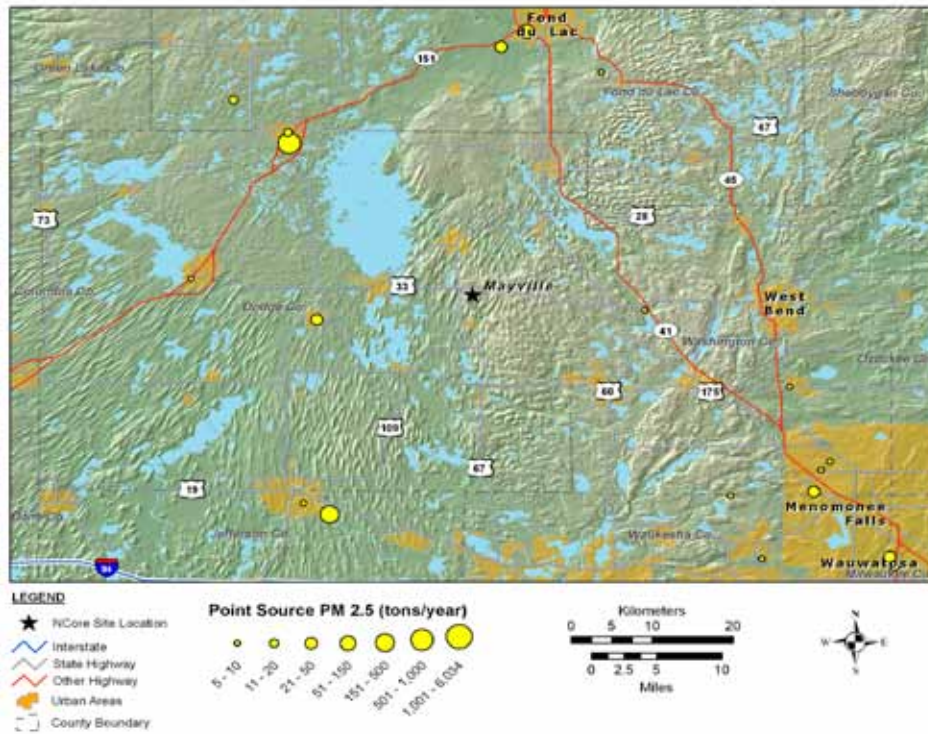 Fond
du Lac
151
Green Lake Co.
Fond du Lac Co.
Sheboygan Co.
67
45
73
28
33
Mayville
Columbia Co.
Dodge Co.
West
Bend
41
Washington Co.
Ozaukee Co.
60
175
109
67
19
Menomonee
Falls
Jefferson Co.
Waukesha Co.
Wauwatosa
Milwaukee Co.
94
LEGEND
NCore Site Location
Interstate
State Highway
Other Highway
Urban Areas
County Boundary
Point Source PM 2.5 (tons/year)
5 - 10
11 - 20
21 - 50
51 - 150
151 - 500
501 - 1,000
1,001 - 6,034
Kilometers
0 5 10 20
0 2.5 5 10
Miles
N
W E
S